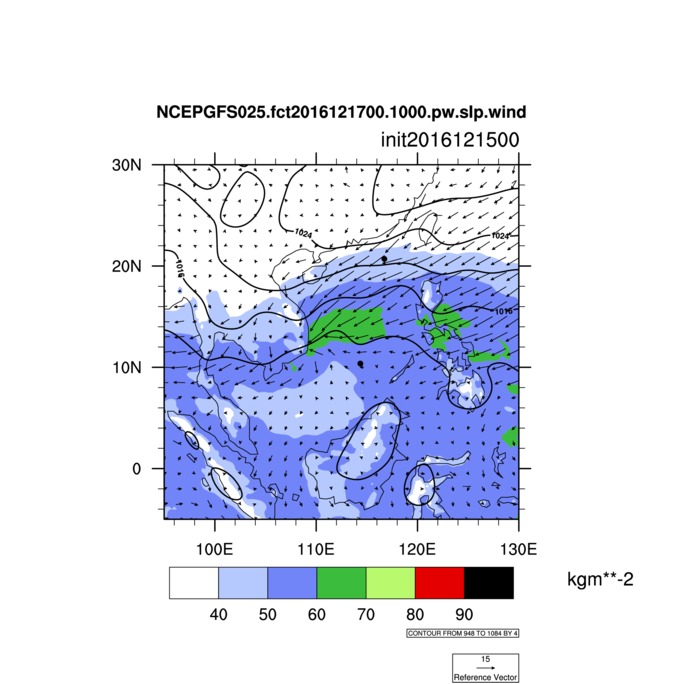 NCEPGFS025.fct2016121700.1000.pw.slp.wind
init2016121500
30N
1024
1024
20N
1016
1016
10N
0
100E 110E 120E 130E
kgm**-2
40 50 60 70 80 90
CONTOUR FROM 948 TO 1084 BY 4
15
Reference Vector